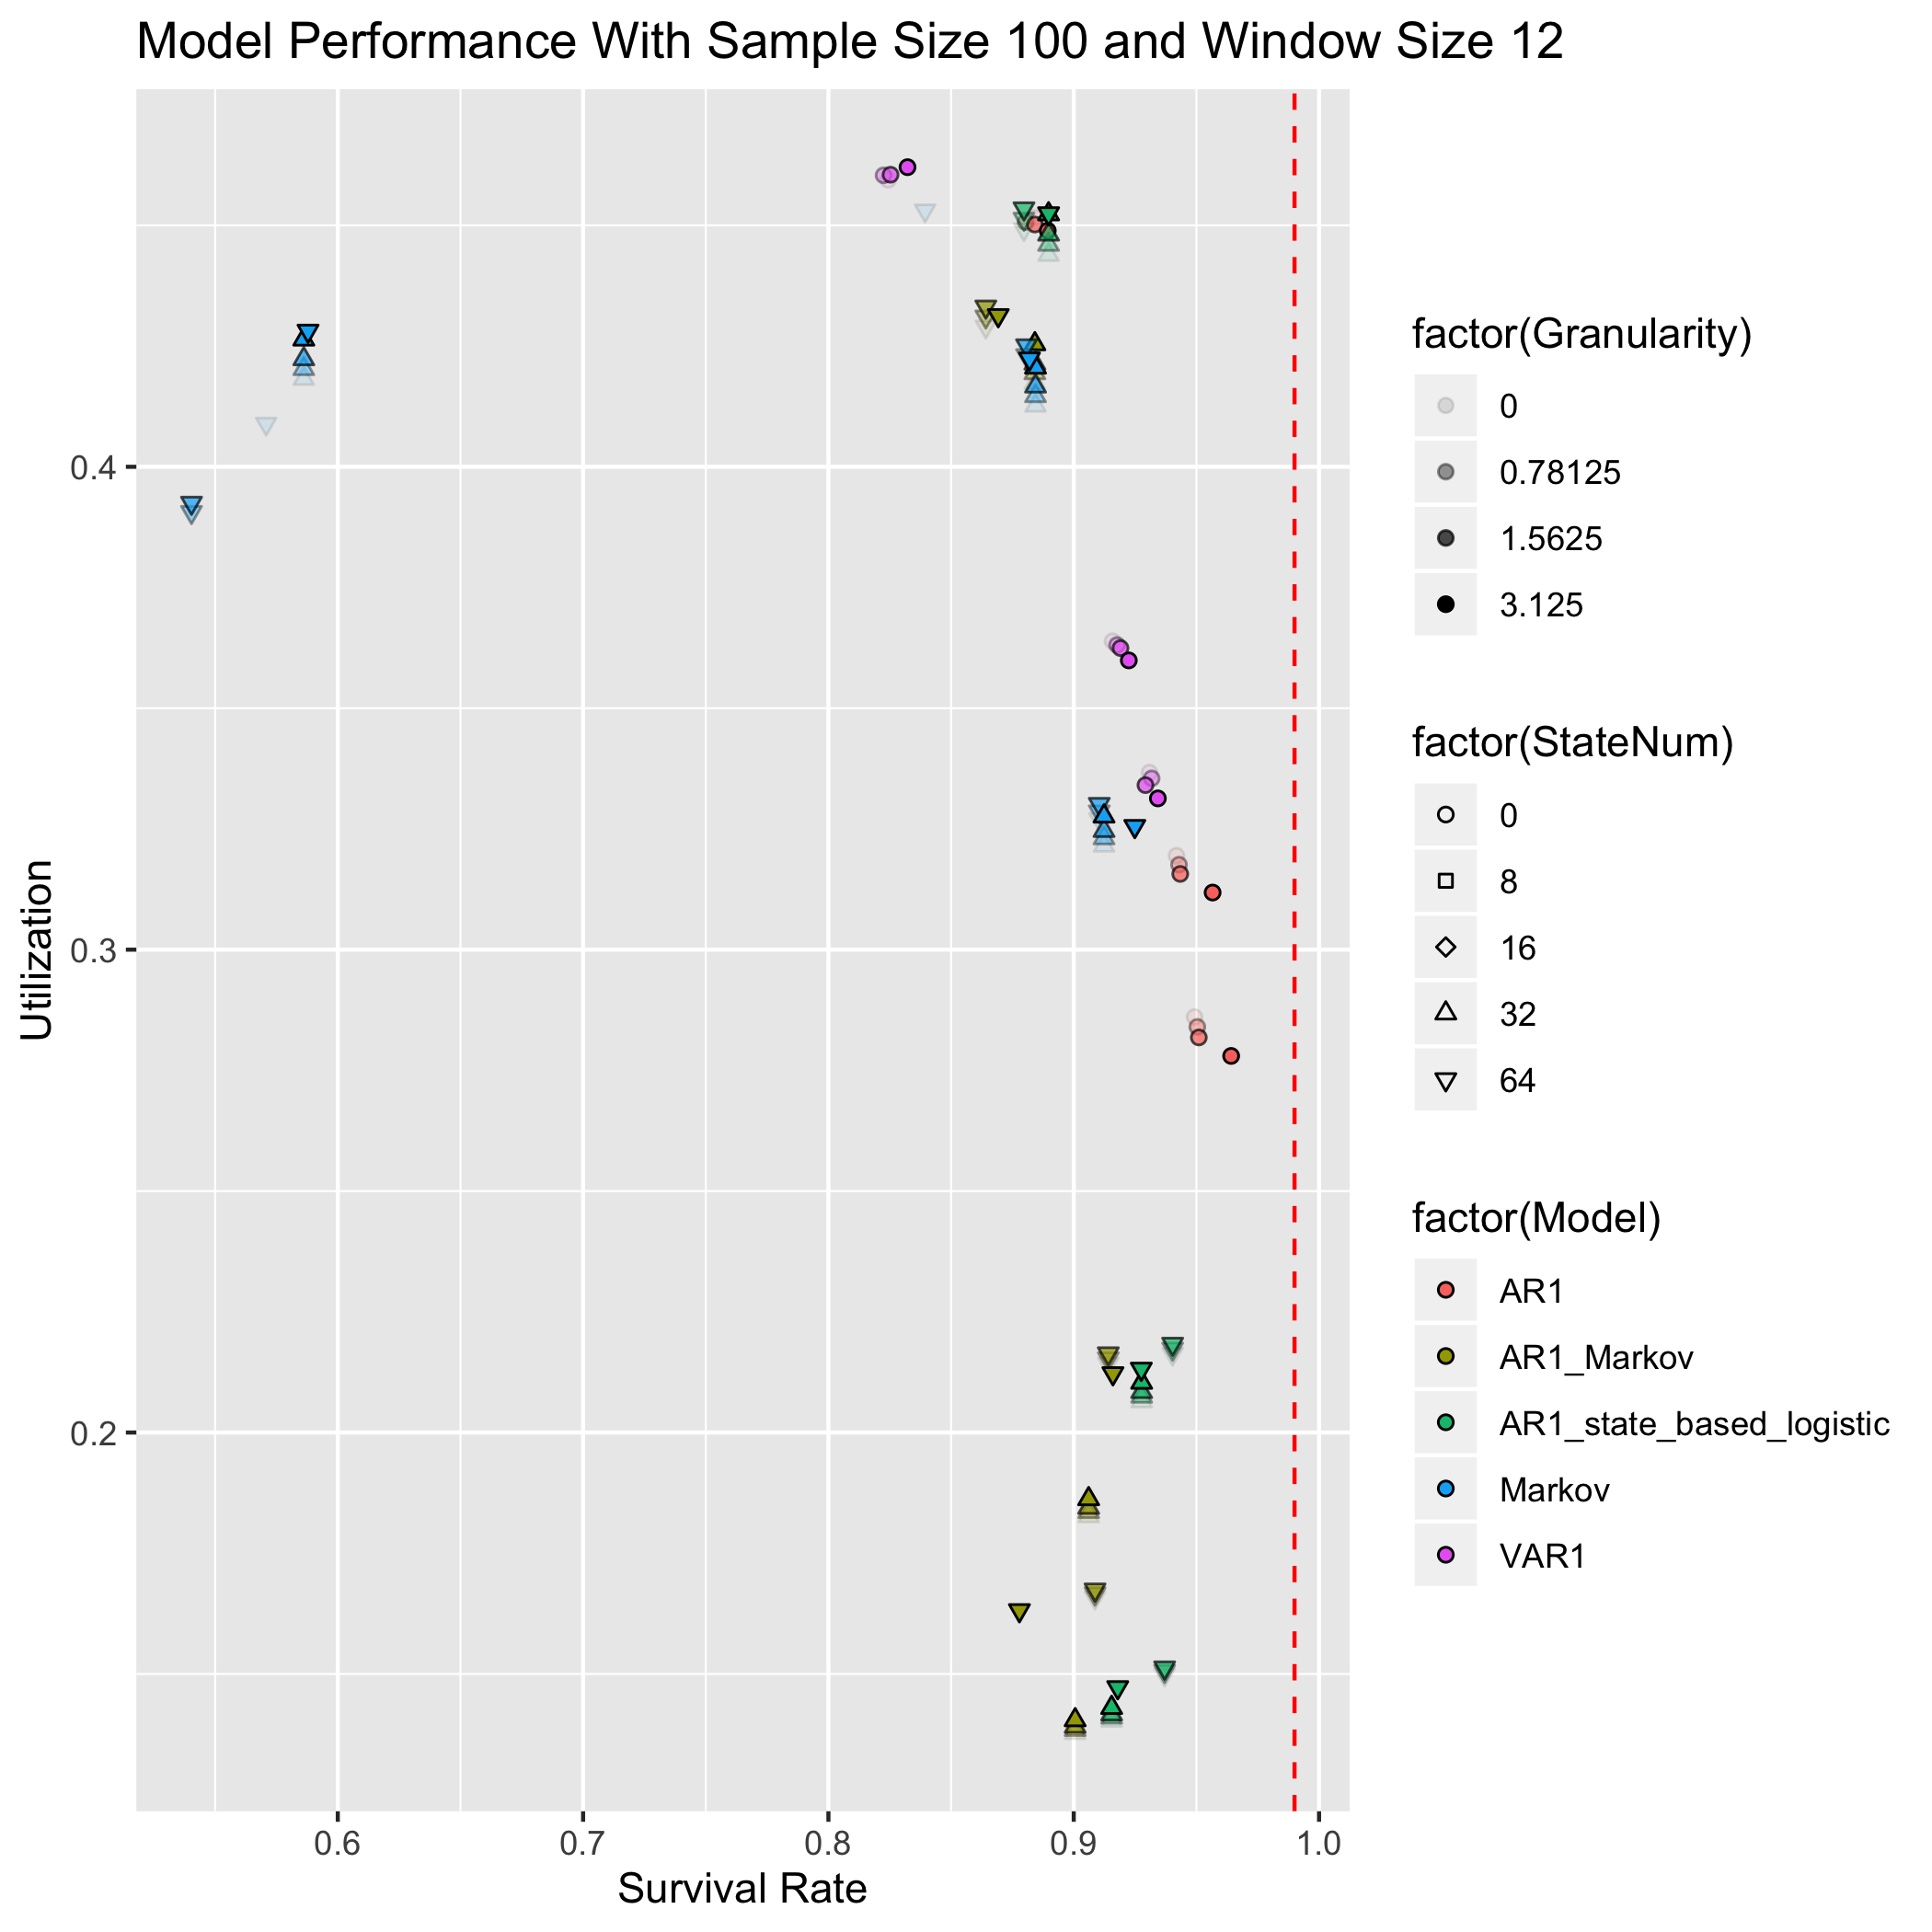 Model Performance With Sample Size 100 and Window Size 12
Utilization
0.4
0.3
0.2
0.6
0.7
0.8
0.9
1.0
Survival Rate
factor(Granularity)
0
0.78125
1.5625
3.125
factor(StateNum)
0
8
16
32
64
factor(Model)
AR1
AR1_Markov
AR1_state_based_logistic
Markov
VAR1